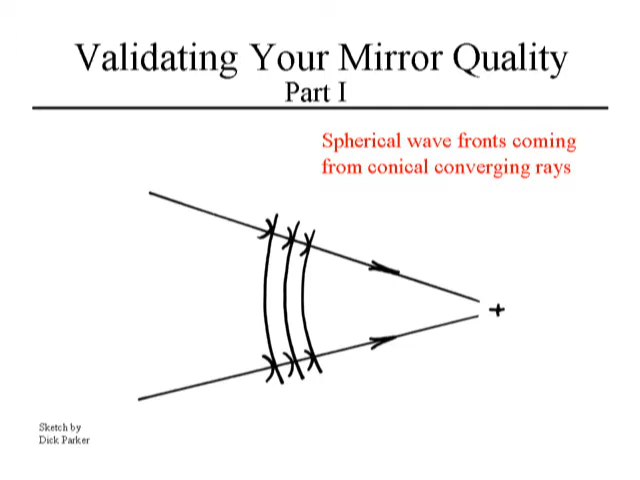 Validating Your Mirror Quality
Part I
Spherical wave fronts coming
from conical converging rays
Sketch by
Dick Parker